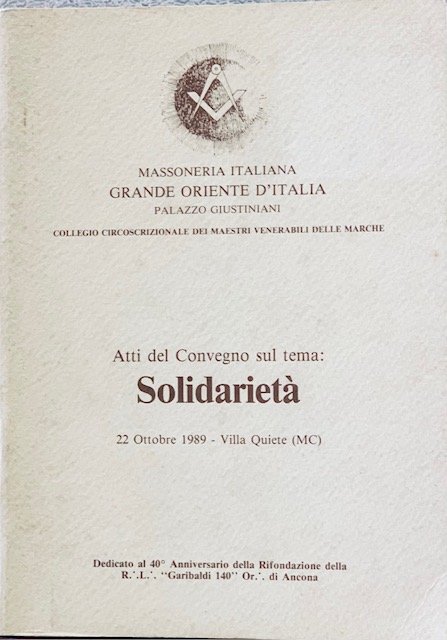 MASSONERIA ITALIANA
GRANDE ORIENTE D'ITALIA
PALAZZO GIUSTINIANI
COLLEGIO CIRCOSCRIZIONALE DEI MAESTRI VENERABILI DELLE MARCHE
Atti del Convegno sul tema:
Solidarietà
22 Ottobre 1989 - Villa Quiete (MC)
Dedicato al 40° Anniversario della Rifondazione della
R.∴L.∴ "Garibaldi 140" Or.∴ di Ancona